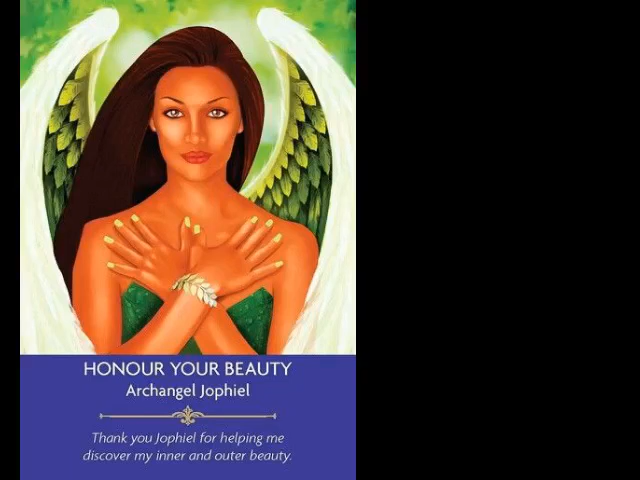 HONOUR YOUR BEAUTY
Archangel Jophiel
Thank you Jophiel for helping me
discover my inner and outer beauty.